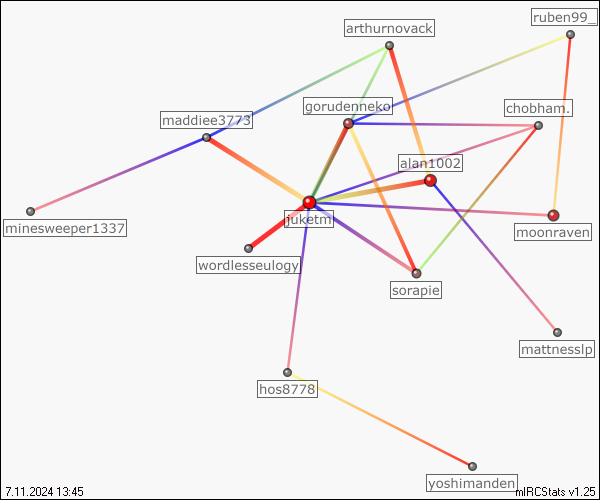 ruben99_
arthurnovack
gorudenneko
chobham.
maddiee3773
alan1002
juketm
minesweeper1337
moonraven
wordlesseulogy
sorapie
mattnesslp
hos8778
yoshimanden
7.11.2024 13:45
mIRCStats v1.25